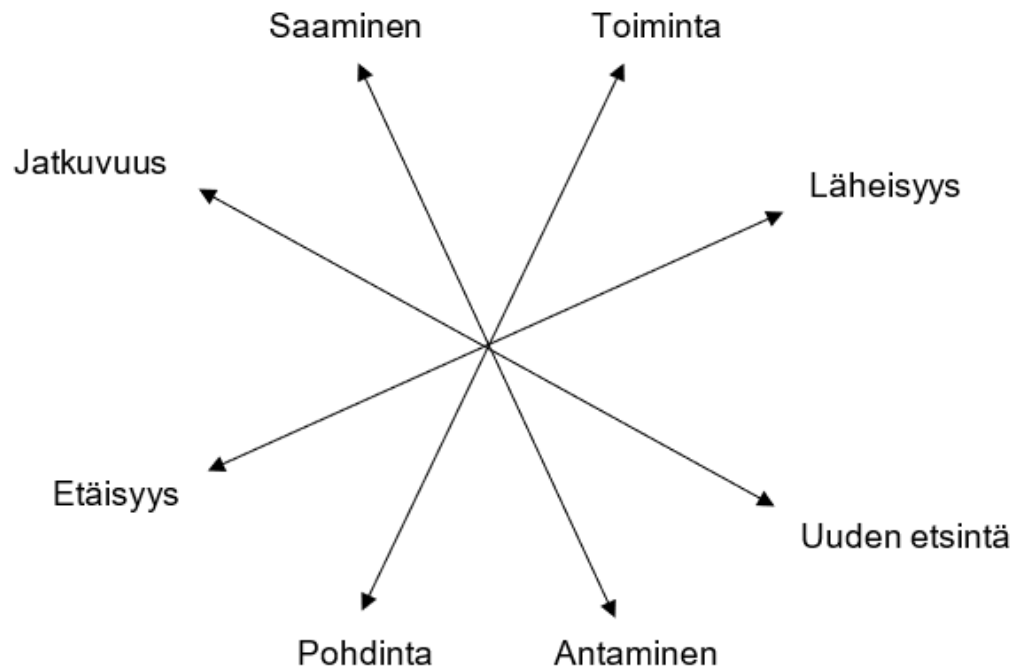 Saaminen
Toiminta
Jatkuvuus
Läheisyys
Etäisyys
Uuden etsintä
Pohdinta
Antaminen